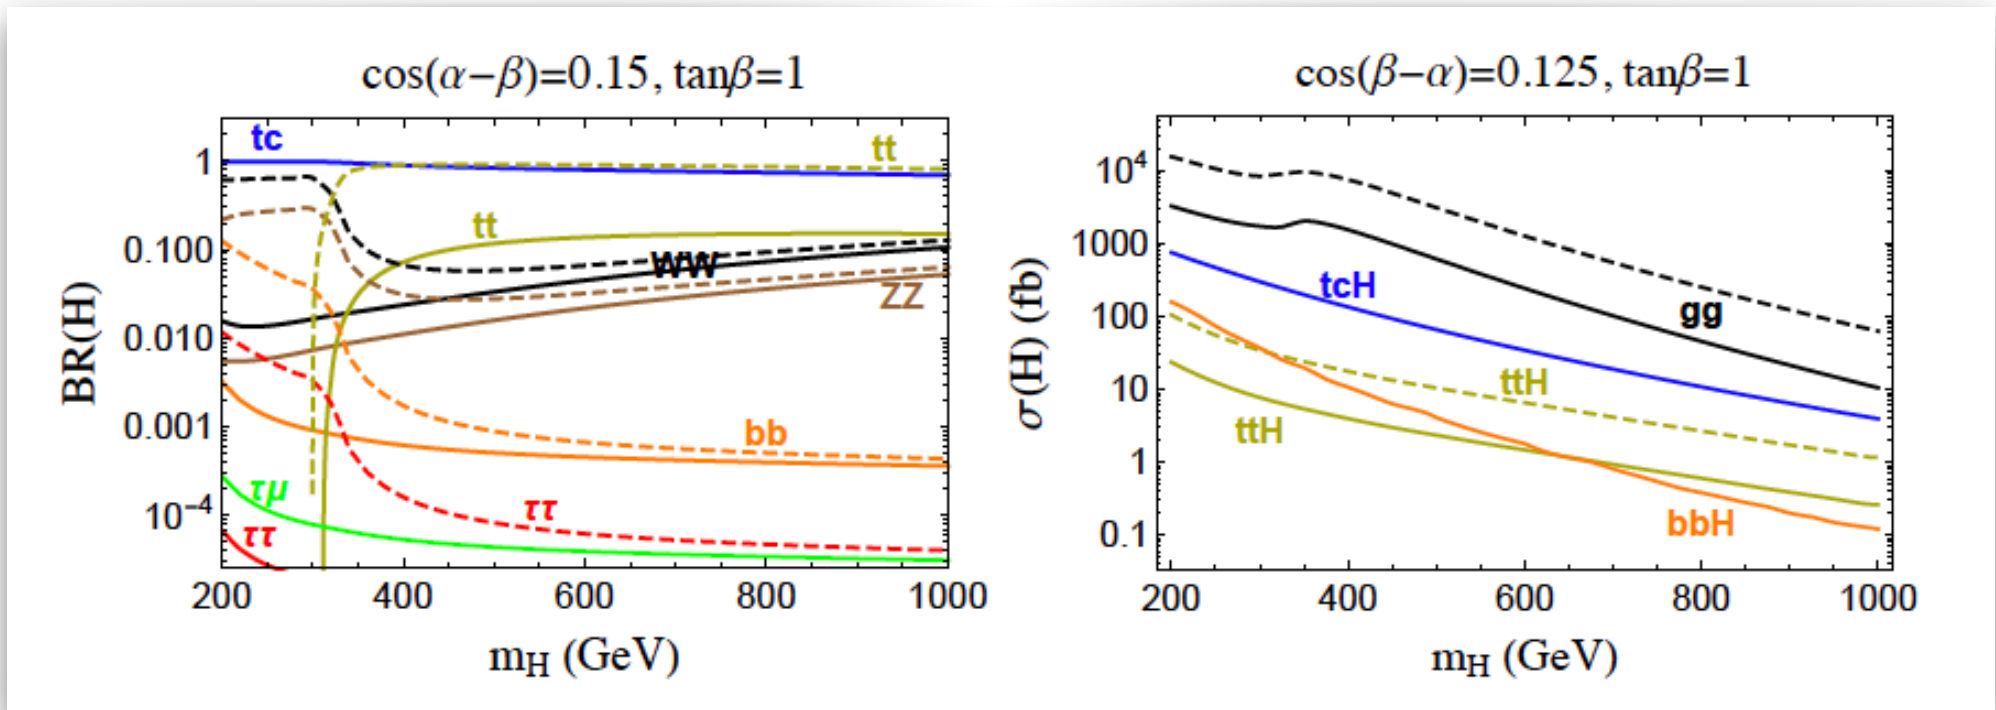 cos(α−β)=0.15, tanβ=1
tc
tt
tt
WW
ZZ
bb
τμ
ττ
ττ
1
0.100
0.010
0.001
10⁻⁴
BR(H)
200 400 600 800 1000
m_H (GeV)
cos(β−α)=0.125, tanβ=1
tcH
gg
ttH
ttH
bbH
10⁴
1000
100
10
1
0.1
σ(H) (fb)
200 400 600 800 1000
m_H (GeV)